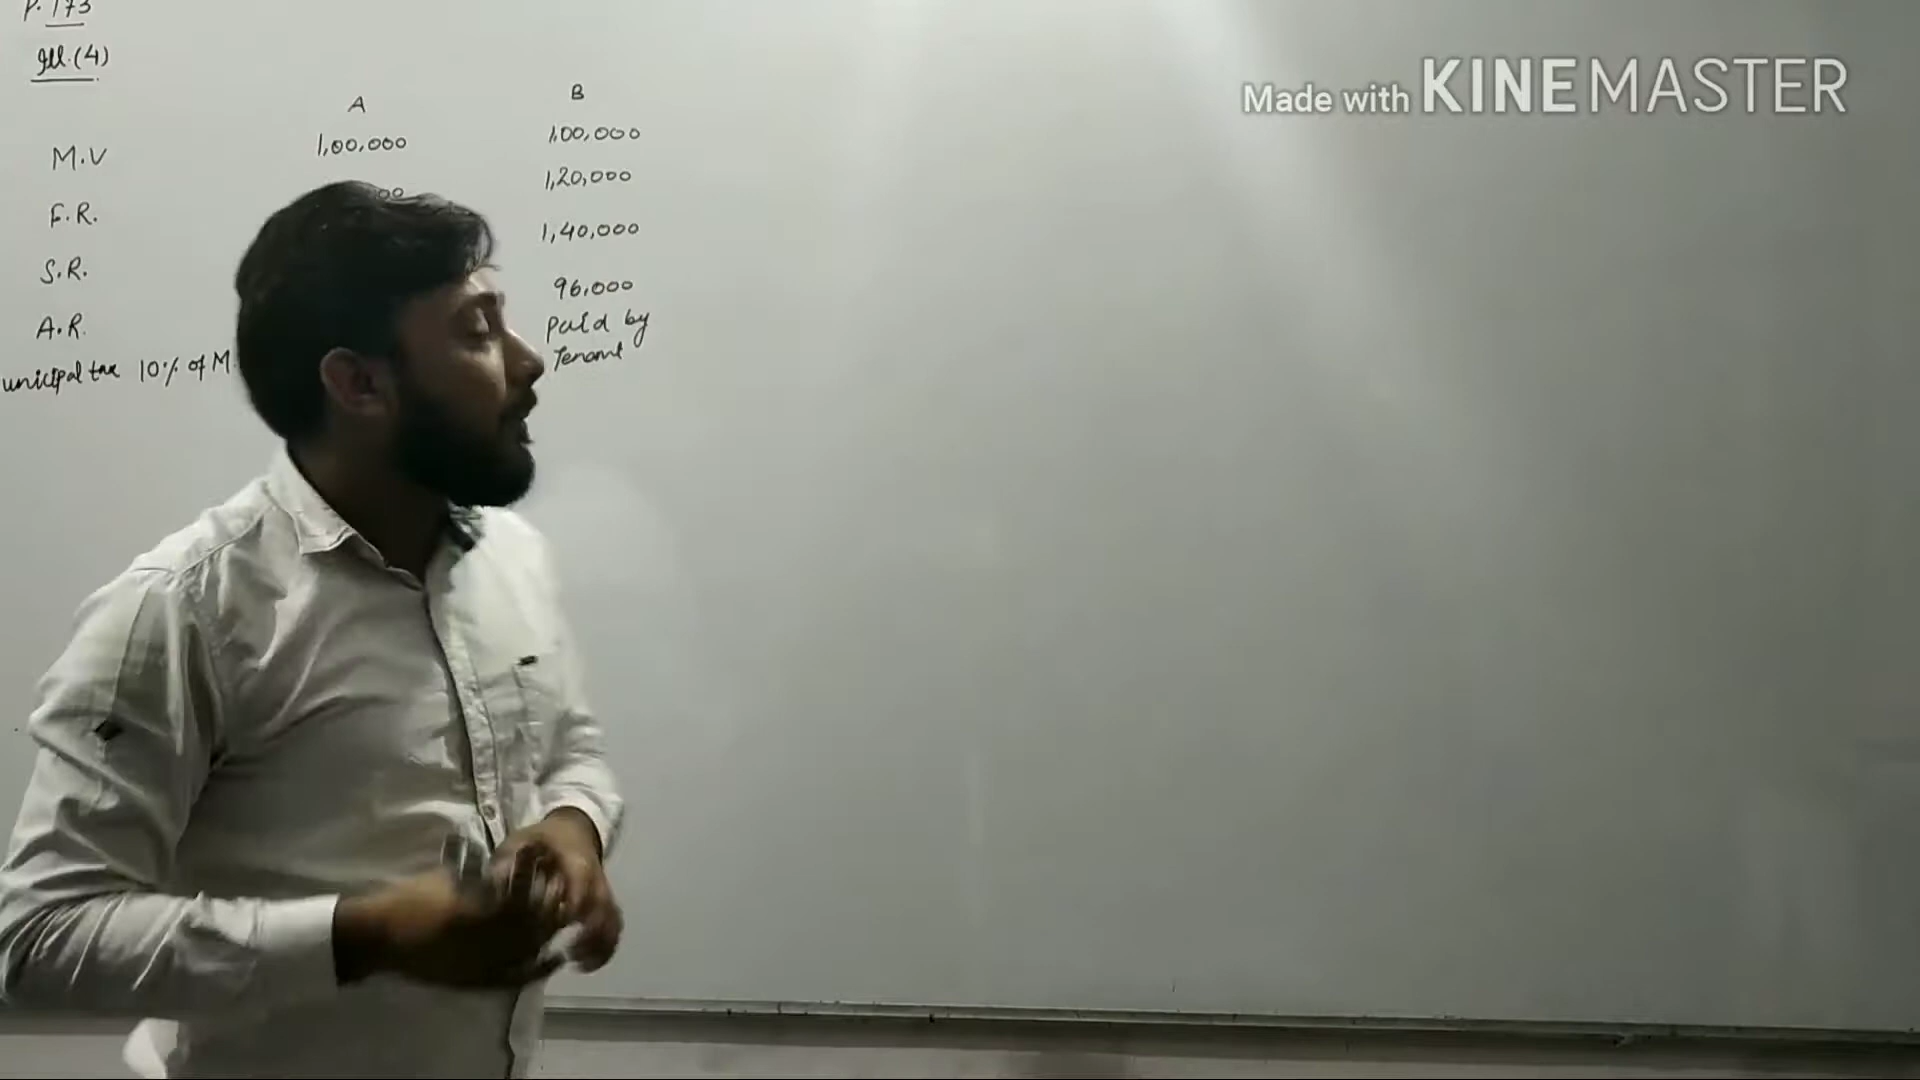 P. 173
Ill.(4)
A B
M.V 1,00,000 1,00,000
F.R. 1,20,000
S.R. 1,40,000
A.R. 96,000
unicipal tax 10% of M. Paid by
Tenant
Made with KINEMASTER